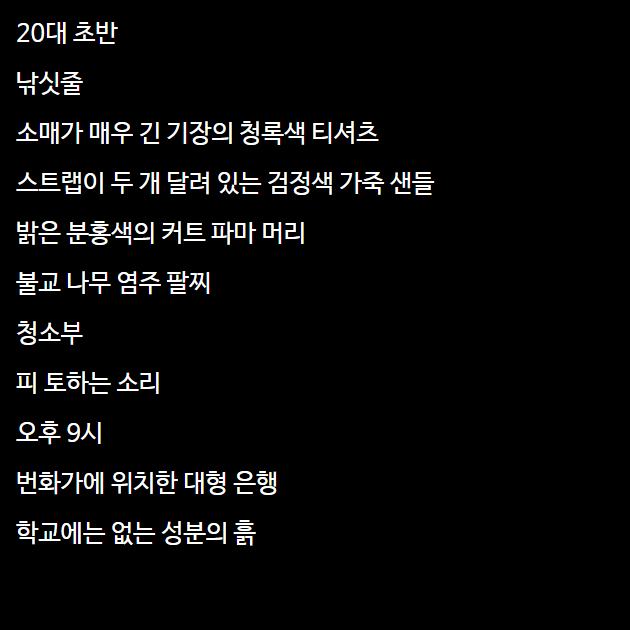 20대 초반
낚싯줄
소매가 매우 긴 기장의 청록색 티셔츠
스트랩이 두 개 달려 있는 검정색 가죽 샌들
밝은 분홍색의 커트 파마 머리
불교 나무 염주 팔찌
청소부
피 토하는 소리
오후 9시
번화가에 위치한 대형 은행
학교에는 없는 성분의 흙